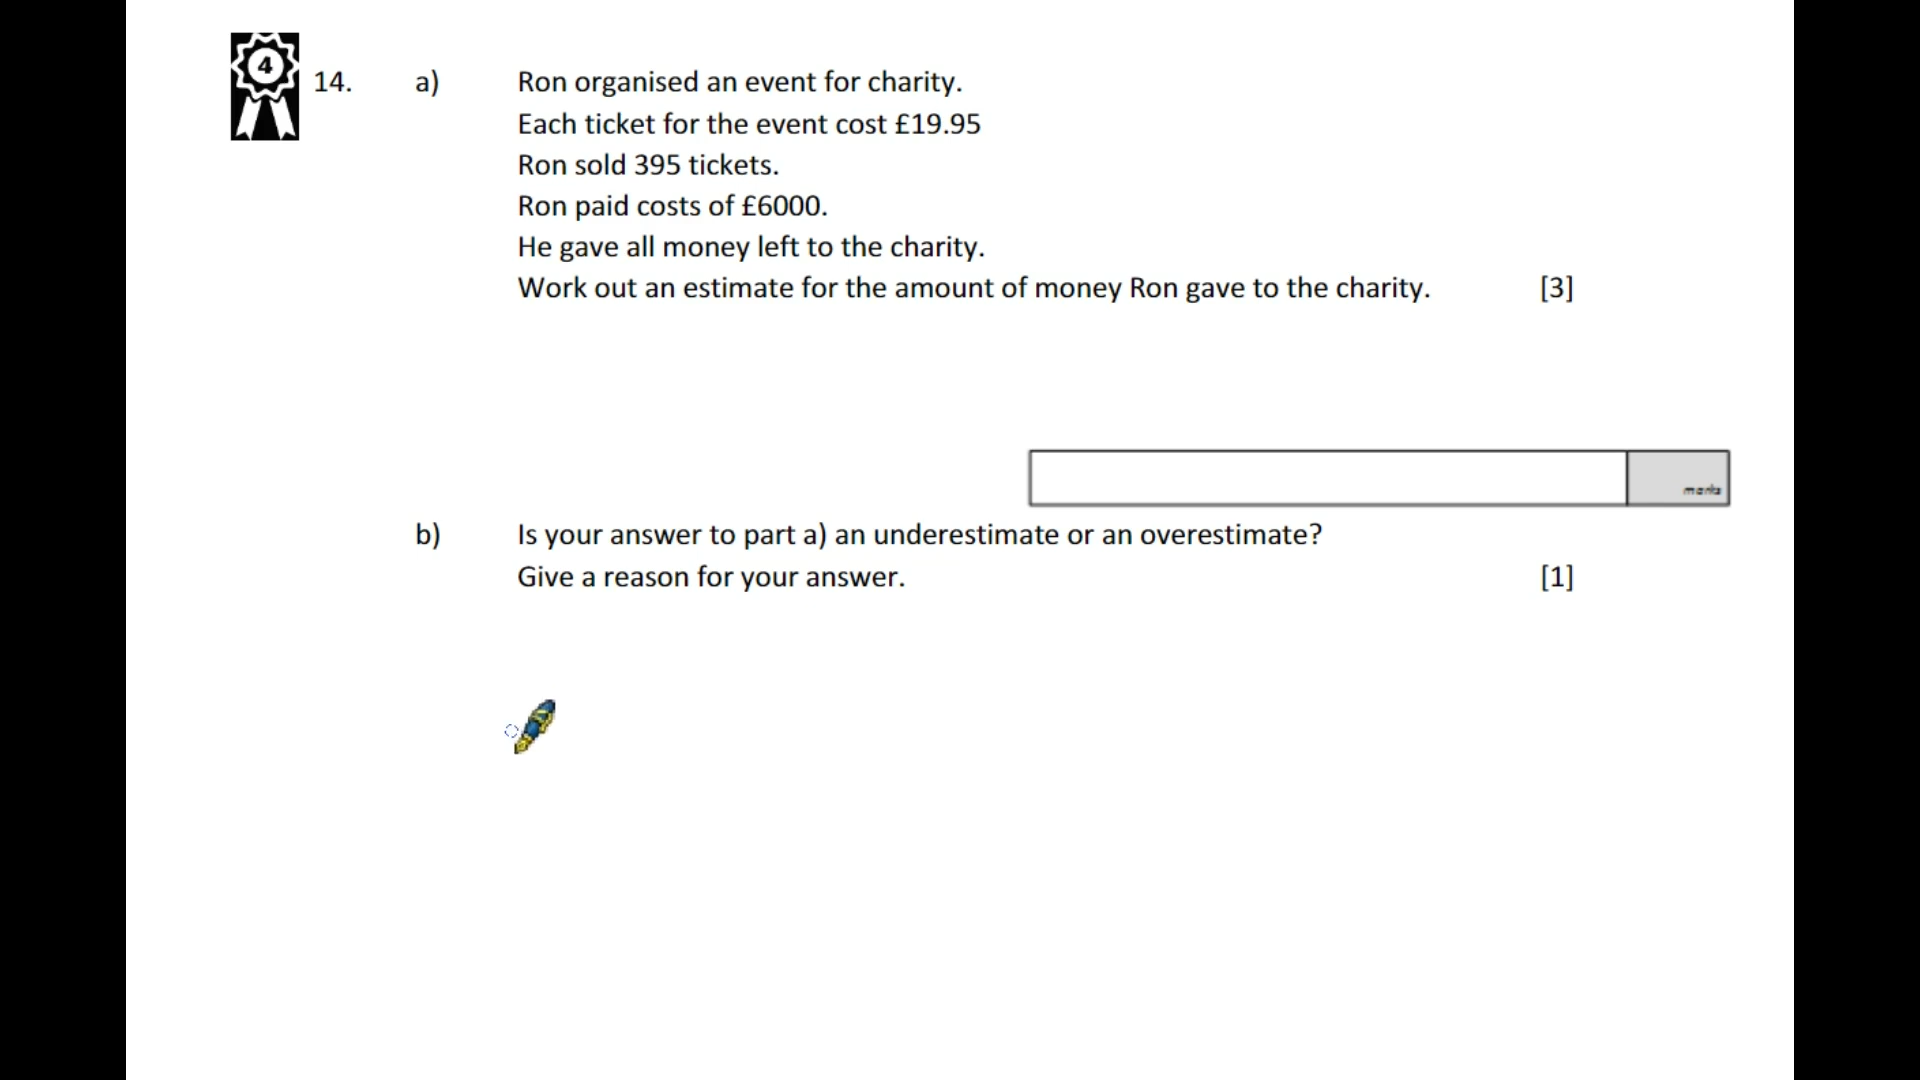 4
14. a) Ron organised an event for charity.
Each ticket for the event cost £19.95
Ron sold 395 tickets.
Ron paid costs of £6000.
He gave all money left to the charity.
Work out an estimate for the amount of money Ron gave to the charity. [3]
marks
b) Is your answer to part a) an underestimate or an overestimate?
Give a reason for your answer. [1]